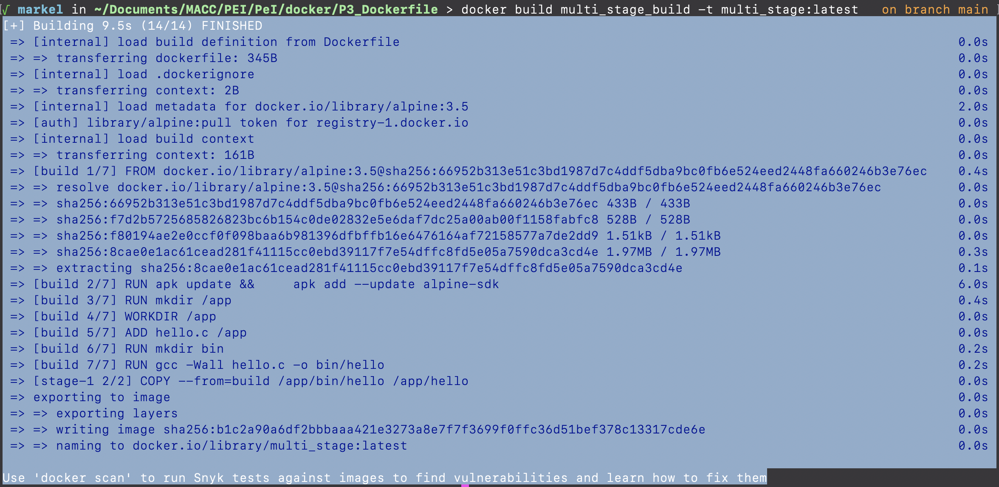 √ markel in ~/Documents/MACC/PEI/PeI/docker/P3_Dockerfile > docker build multi_stage_build -t multi_stage:latest on branch main
[+] Building 9.5s (14/14) FINISHED
=> [internal] load build definition from Dockerfile 0.0s
=> => transferring dockerfile: 345B 0.0s
=> [internal] load .dockerignore 0.0s
=> => transferring context: 2B 0.0s
=> [internal] load metadata for docker.io/library/alpine:3.5 2.0s
=> [auth] library/alpine:pull token for registry-1.docker.io 0.0s
=> [internal] load build context 0.0s
=> => transferring context: 161B 0.0s
=> [build 1/7] FROM docker.io/library/alpine:3.5@sha256:66952b313e51c3bd1987d7c4ddf5dba9bc0fb6e524eed2448fa660246b3e76ec 0.4s
=> => resolve docker.io/library/alpine:3.5@sha256:66952b313e51c3bd1987d7c4ddf5dba9bc0fb6e524eed2448fa660246b3e76ec 0.0s
=> => sha256:66952b313e51c3bd1987d7c4ddf5dba9bc0fb6e524eed2448fa660246b3e76ec 433B / 433B 0.0s
=> => sha256:f7d2b5725685826823bc6b154c0de02832e5e6daf7dc25a00ab00f1158fabfc8 528B / 528B 0.0s
=> => sha256:f80194ae2e0ccf0f098baa6b981396dfbffb16e6476164af72158577a7de2dd9 1.51kB / 1.51kB 0.0s
=> => sha256:8cae0e1ac61cead281f41115cc0ebd39117f7e54dffc8fd5e05a7590dca3cd4e 1.97MB / 1.97MB 0.3s
=> => extracting sha256:8cae0e1ac61cead281f41115cc0ebd39117f7e54dffc8fd5e05a7590dca3cd4e 0.1s
=> [build 2/7] RUN apk update &&     apk add --update alpine-sdk 6.0s
=> [build 3/7] RUN mkdir /app 0.4s
=> [build 4/7] WORKDIR /app 0.0s
=> [build 5/7] ADD hello.c /app 0.0s
=> [build 6/7] RUN mkdir bin 0.2s
=> [build 7/7] RUN gcc -Wall hello.c -o bin/hello 0.2s
=> [stage-1 2/2] COPY --from=build /app/bin/hello /app/hello 0.0s
=> exporting to image 0.0s
=> => exporting layers 0.0s
=> => writing image sha256:b1c2a90a6df2bbbaaa421e3273a8e7f7f3699f0ffc36d51bef378c13317cde6e 0.0s
=> => naming to docker.io/library/multi_stage:latest 0.0s
Use 'docker scan' to run Snyk tests against images to find vulnerabilities and learn how to fix them